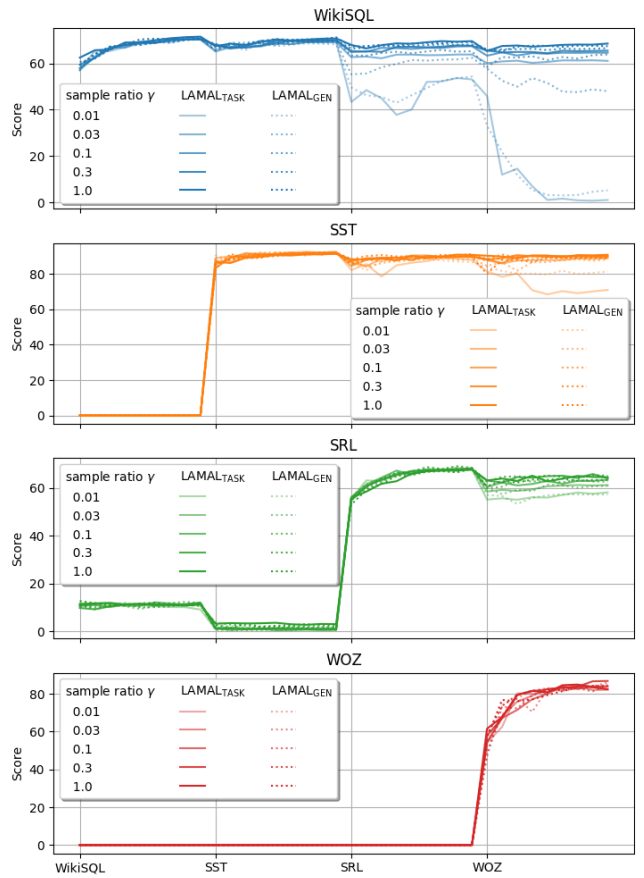 WikiSQL
60
40
20
0
Score
sample ratio γ LAMAL_TASK LAMAL_GEN
0.01
0.03
0.1
0.3
1.0
SST
80
60
40
20
0
Score
sample ratio γ LAMAL_TASK LAMAL_GEN
0.01
0.03
0.1
0.3
1.0
SRL
60
40
20
0
Score
sample ratio γ LAMAL_TASK LAMAL_GEN
0.01
0.03
0.1
0.3
1.0
WOZ
80
60
40
20
0
Score
sample ratio γ LAMAL_TASK LAMAL_GEN
0.01
0.03
0.1
0.3
1.0
WikiSQL SST SRL WOZ